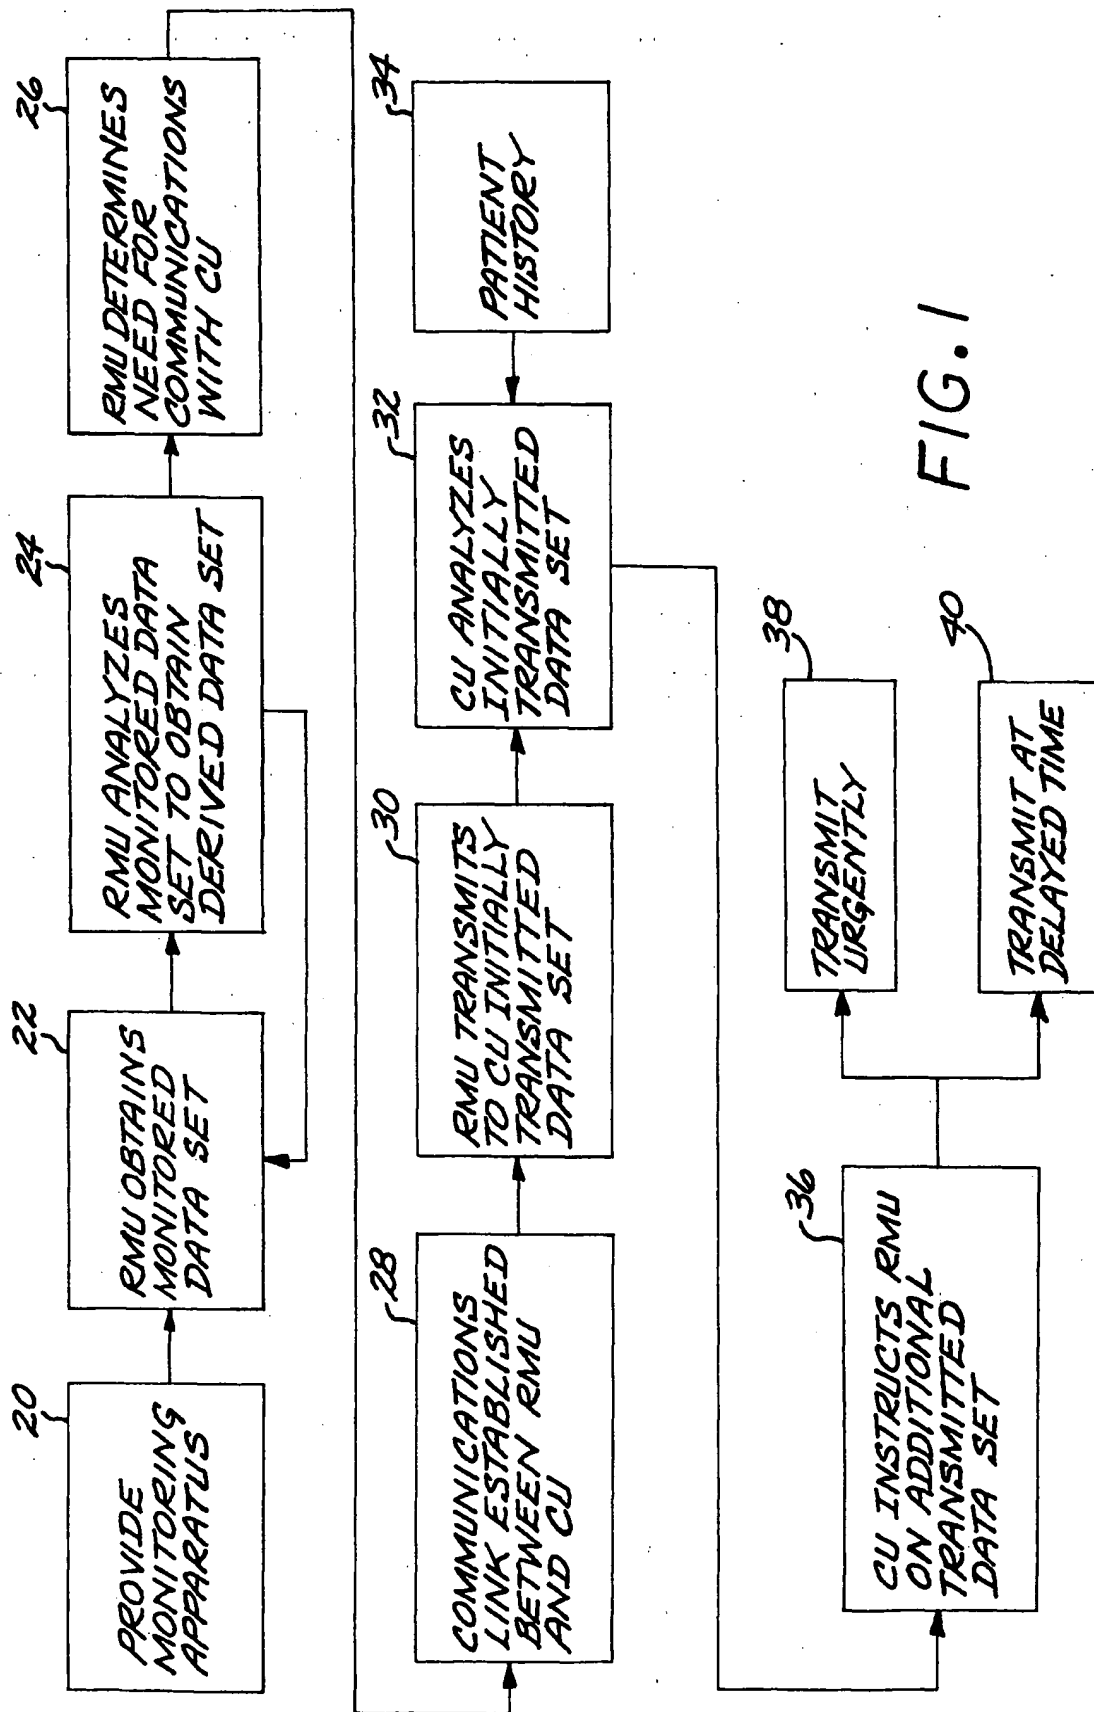 20
PROVIDE
MONITORING
APPARATUS
22
RMU OBTAINS
MONITORED
DATA SET
24
RMU ANALYZES
MONITORED DATA
SET TO OBTAIN
DERIVED DATA SET
26
RMU DETERMINES
NEED FOR
COMMUNICATIONS
WITH CU
28
COMMUNICATIONS
LINK ESTABLISHED
BETWEEN RMU
AND CU
30
RMU TRANSMITS
TO CU INITIALLY
TRANSMITTED
DATA SET
32
CU ANALYZES
INITIALLY
TRANSMITTED
DATA SET
34
PATIENT
HISTORY
36
CU INSTRUCTS RMU
ON ADDITIONAL
TRANSMITTED
DATA SET
38
TRANSMIT
URGENTLY
40
TRANSMIT AT
DELAYED TIME
FIG. 1